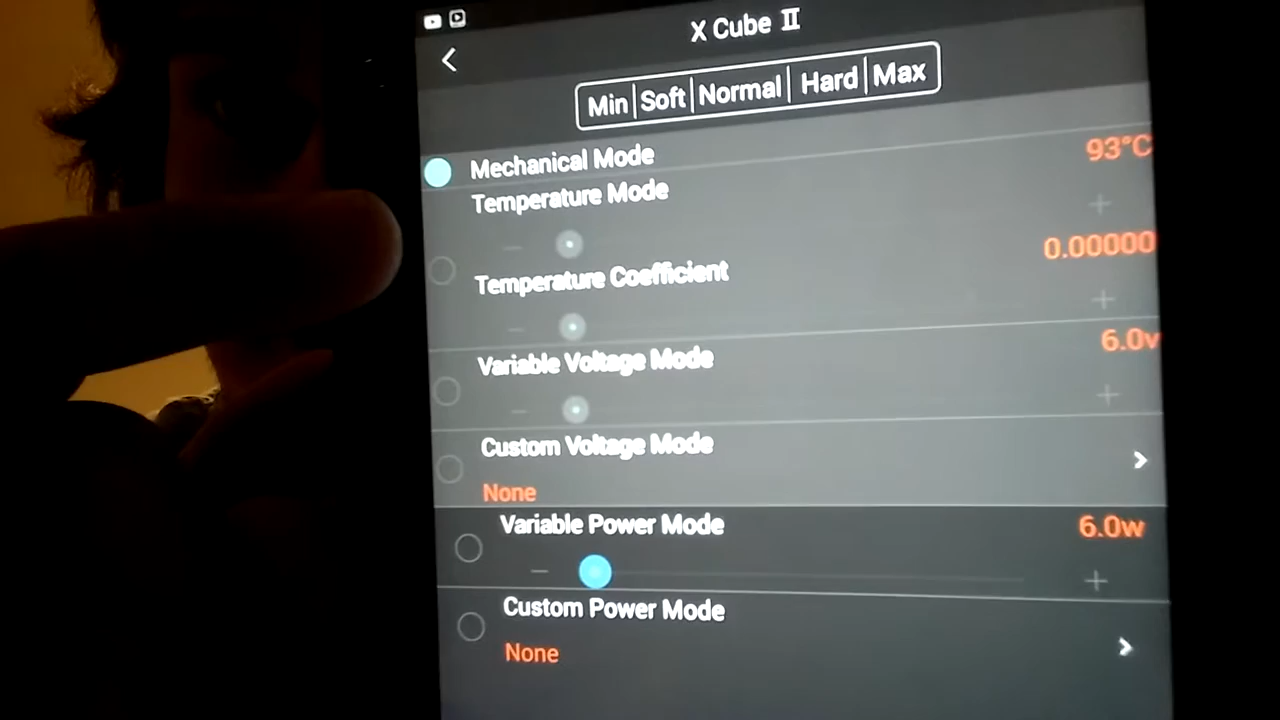 X Cube II
Min Soft Normal Hard Max
Mechanical Mode
93°C
Temperature Mode
0.00000
Temperature Coefficient
6.0v
Variable Voltage Mode
Custom Voltage Mode
None
Variable Power Mode
6.0w
Custom Power Mode
None